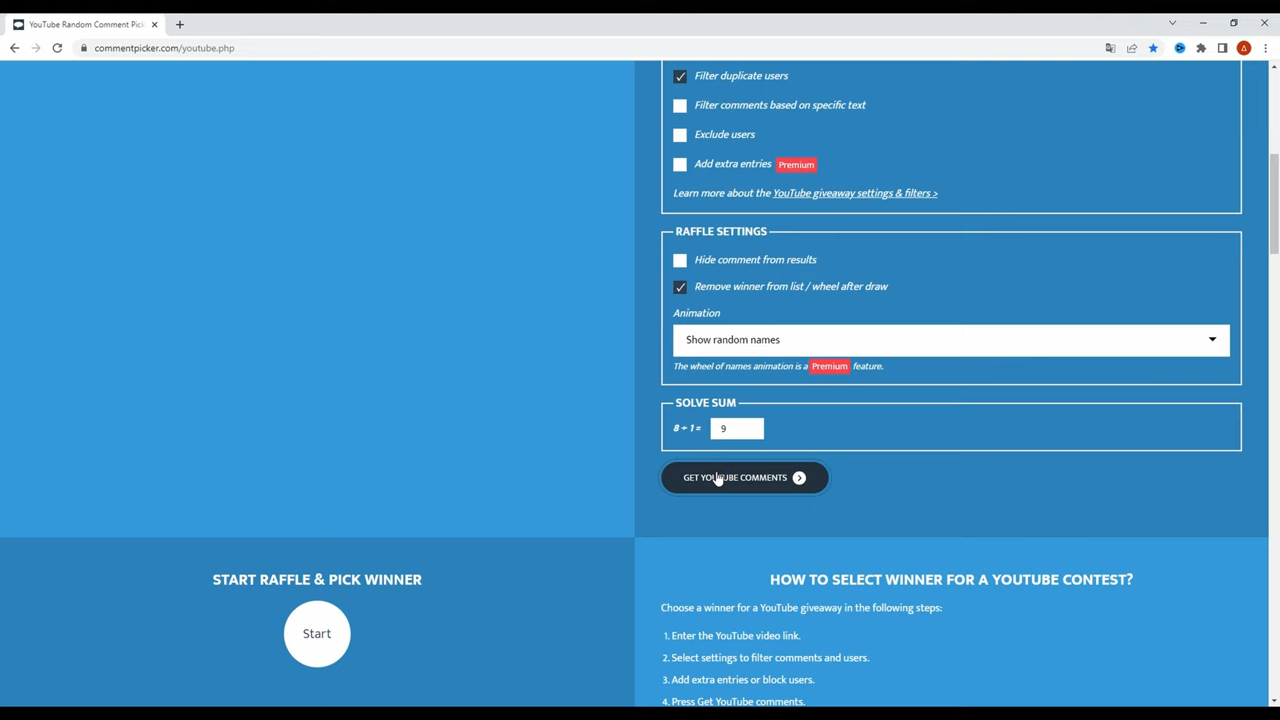 YouTube Random Comment Pick
commentpicker.com/youtube.php
Filter duplicate users
Filter comments based on specific text
Exclude users
Add extra entries Premium
Learn more about the YouTube giveaway settings & filters >
RAFFLE SETTINGS
Hide comment from results
Remove winner from list / wheel after draw
Animation
Show random names
The wheel of names animation is a Premium feature.
SOLVE SUM
8 + 1 = 9
GET YOUTUBE COMMENTS
START RAFFLE & PICK WINNER
Start
HOW TO SELECT WINNER FOR A YOUTUBE CONTEST?
Choose a winner for a YouTube giveaway in the following steps:
1. Enter the YouTube video link.
2. Select settings to filter comments and users.
3. Add extra entries or block users.
4. Press Get YouTube comments.